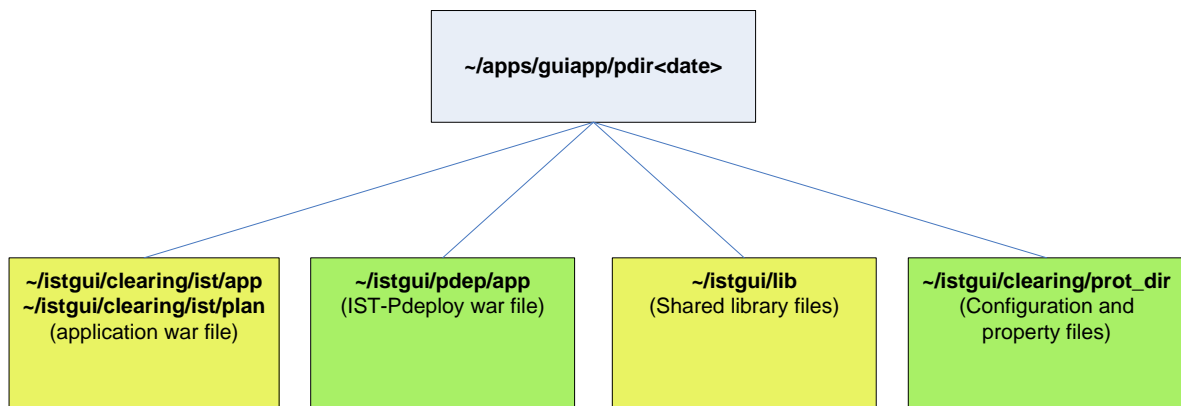 ~/apps/guiapp/pdir<date>
~/istgui/clearing/ist/app
~/istgui/clearing/ist/plan
(application war file)
~/istgui/pdep/app
(IST-Pdeploy war file)
~/istgui/lib
(Shared library files)
~/istgui/clearing/prot_dir
(Configuration and
property files)